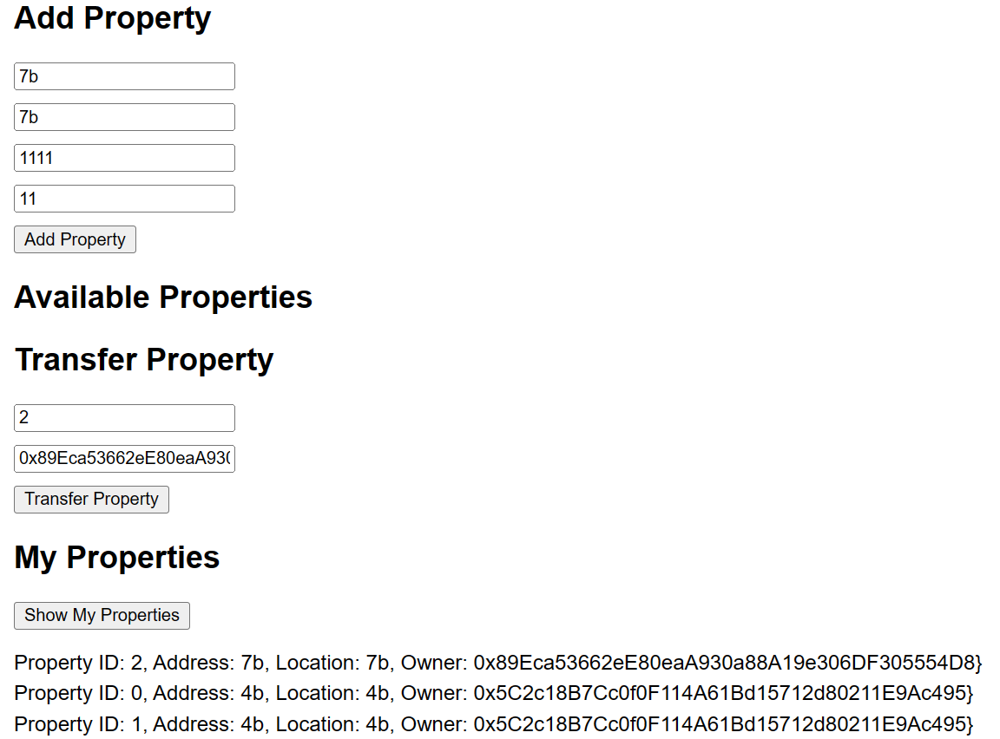 Add Property
7b
7b
1111
11
Add Property
Available Properties
Transfer Property
2
0x89Eca53662eE80eaA930
Transfer Property
My Properties
Show My Properties
Property ID: 2, Address: 7b, Location: 7b, Owner: 0x89Eca53662eE80eaA930a88A19e306DF305554D8}
Property ID: 0, Address: 4b, Location: 4b, Owner: 0x5C2c18B7Cc0f0F114A61Bd15712d80211E9Ac495}
Property ID: 1, Address: 4b, Location: 4b, Owner: 0x5C2c18B7Cc0f0F114A61Bd15712d80211E9Ac495}